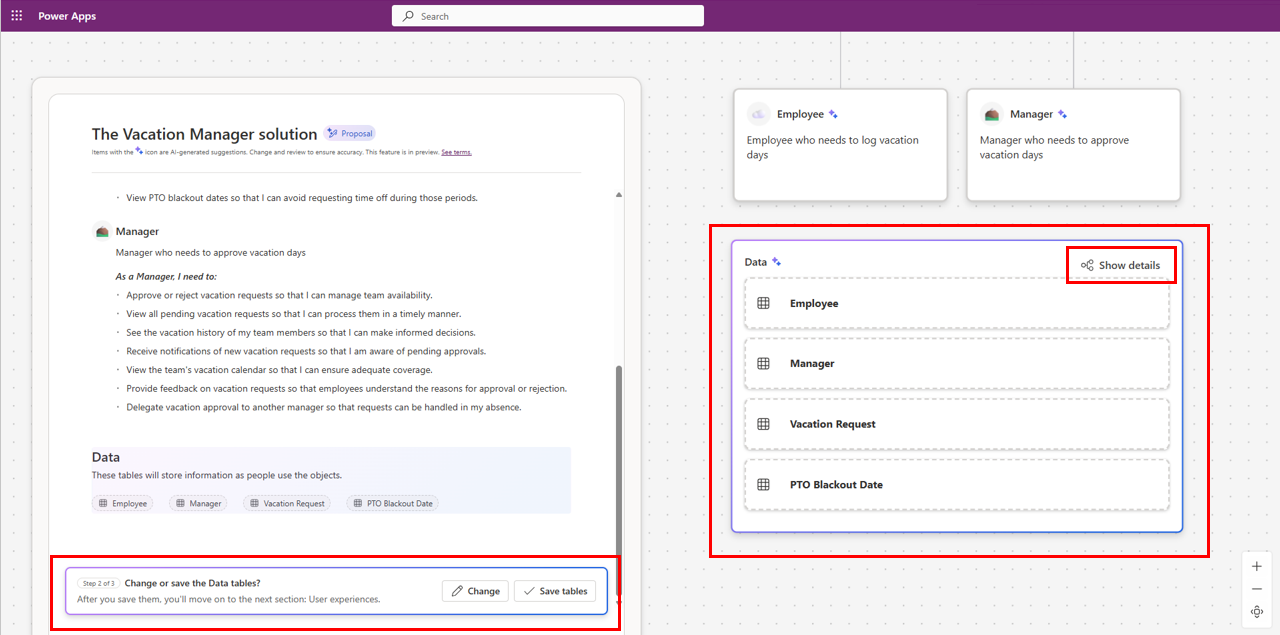 Power Apps
Search
The Vacation Manager solution
Proposal
Items with the icon are AI-generated suggestions. Change and review to ensure accuracy. This feature is in preview. See terms.
View PTO blackout dates so that I can avoid requesting time off during those periods.
Manager
Manager who needs to approve vacation days
As a Manager, I need to:
Approve or reject vacation requests so that I can manage team availability.
View all pending vacation requests so that I can process them in a timely manner.
See the vacation history of my team members so that I can make informed decisions.
Receive notifications of new vacation requests so that I am aware of pending approvals.
View the team's vacation calendar so that I can ensure adequate coverage.
Provide feedback on vacation requests so that employees understand the reasons for approval or rejection.
Delegate vacation approval to another manager so that requests can be handled in my absence.
Data
These tables will store information as people use the objects.
Employee
Manager
Vacation Request
PTO Blackout Date
Step 2 of 3
Change or save the Data tables?
After you save them, you'll move on to the next section: User experiences.
Change
Save tables
Employee
Employee who needs to log vacation
days
Manager
Manager who needs to approve
vacation days
Data
Show details
Employee
Manager
Vacation Request
PTO Blackout Date